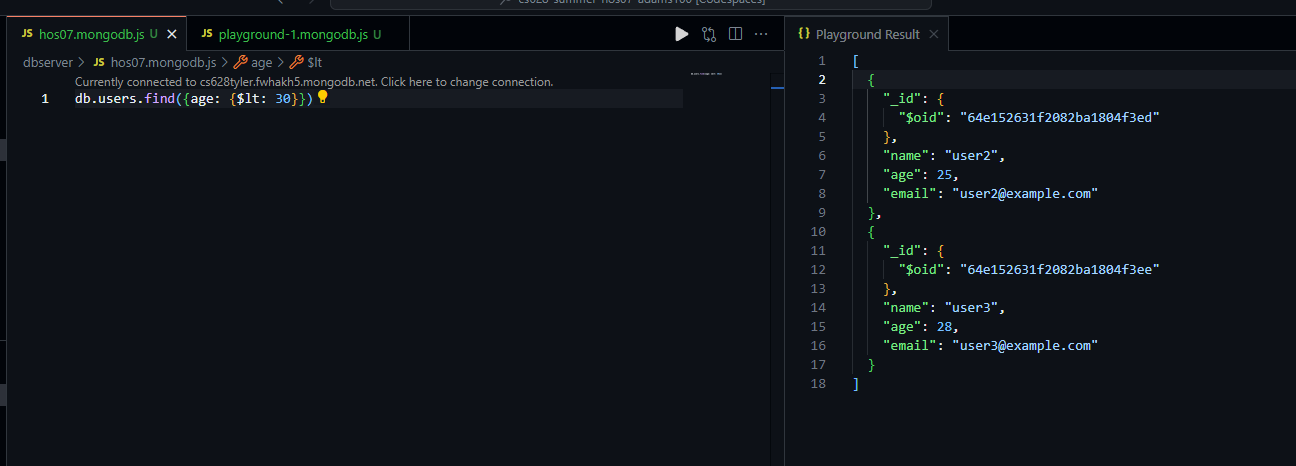 JS hos07.mongodb.js U
JS playground-1.mongodb.js U
dbserver > JS hos07.mongodb.js > age > $lt
Currently connected to cs628tyler.fwhakh5.mongodb.net. Click here to change connection.
1 db.users.find({age: {$lt: 30}})
{} Playground Result
1 [
2 {
3 "_id": {
4 "$oid": "64e152631f2082ba1804f3ed"
5 },
6 "name": "user2",
7 "age": 25,
8 "email": "user2@example.com"
9 },
10 {
11 "_id": {
12 "$oid": "64e152631f2082ba1804f3ee"
13 },
14 "name": "user3",
15 "age": 28,
16 "email": "user3@example.com"
17 }
18 ]